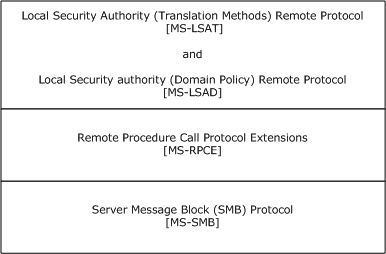 Local Security Authority (Translation Methods) Remote Protocol
[MS-LSAT]
and
Local Security authority (Domain Policy) Remote Protocol
[MS-LSAD]
Remote Procedure Call Protocol Extensions
[MS-RPCE]
Server Message Block (SMB) Protocol
[MS-SMB]